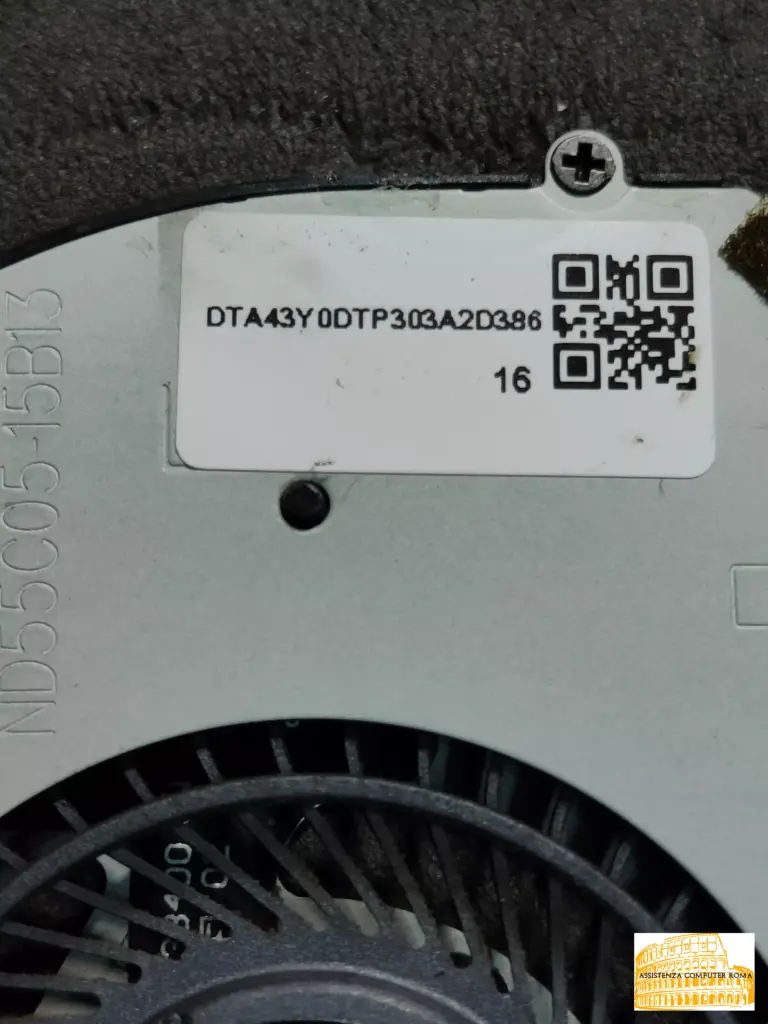 DTA43Y0DTP303A2D386
16
ND55C05-15B13
ASSISTENZA COMPUTER ROMA